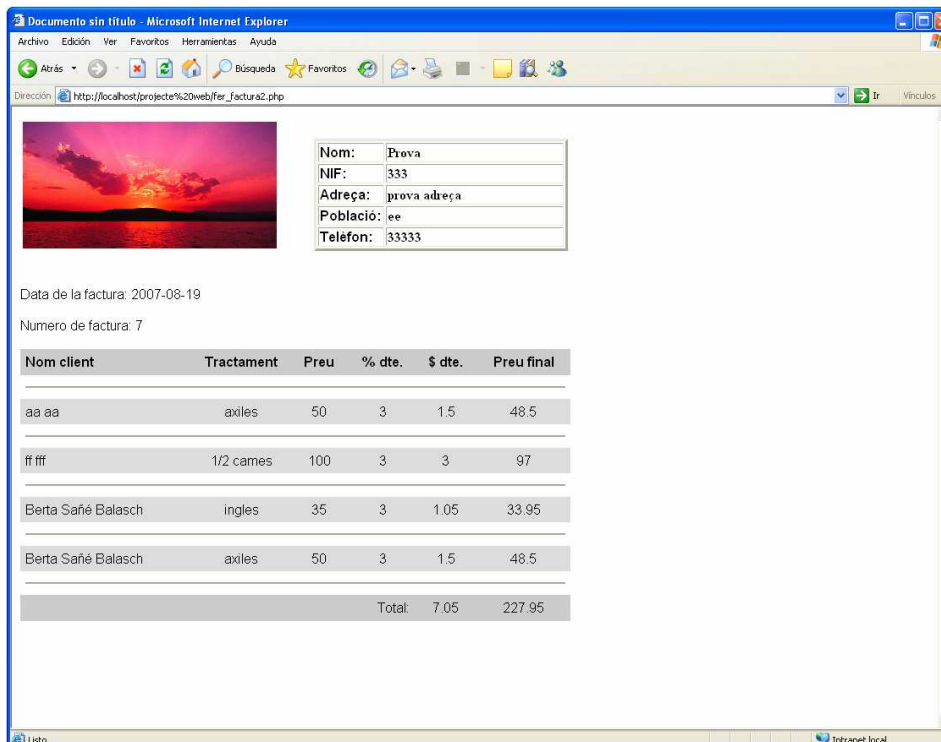 Documento sin título - Microsoft Internet Explorer
Archivo Edición Ver Favoritos Herramientas Ayuda
Atrás Búsqueda Favoritos
Dirección http://localhost/projecte%20web/fer_factura2.php Ir Vínculos
Nom: Prova
NIF: 333
Adreça: prova adreça
Població: ee
Telèfon: 33333
Data de la factura: 2007-08-19
Numero de factura: 7
Nom client Tractament Preu % dte. $ dte. Preu final
aa aa axiles 50 3 1.5 48.5
ff fff 1/2 cames 100 3 3 97
Berta Sañé Balasch ingles 35 3 1.05 33.95
Berta Sañé Balasch axiles 50 3 1.5 48.5
Total: 7.05 227.95
Listo Intranet local